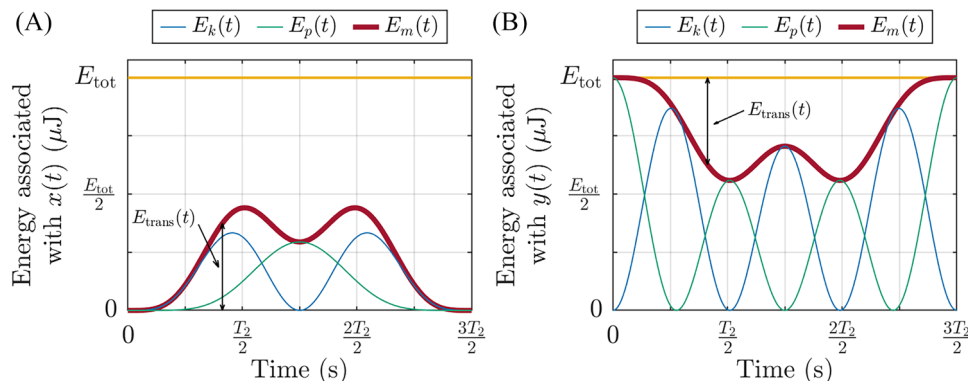 (A)
E_k(t) E_p(t) E_m(t)
Energy associated
with x(t) (μJ)
E_tot
E_tot/2
0
E_trans(t)
0 T_2/2 2T_2/2 3T_2/2
Time (s)
(B)
E_k(t) E_p(t) E_m(t)
Energy associated
with y(t) (μJ)
E_tot
E_tot/2
0
E_trans(t)
0 T_2/2 2T_2/2 3T_2/2
Time (s)